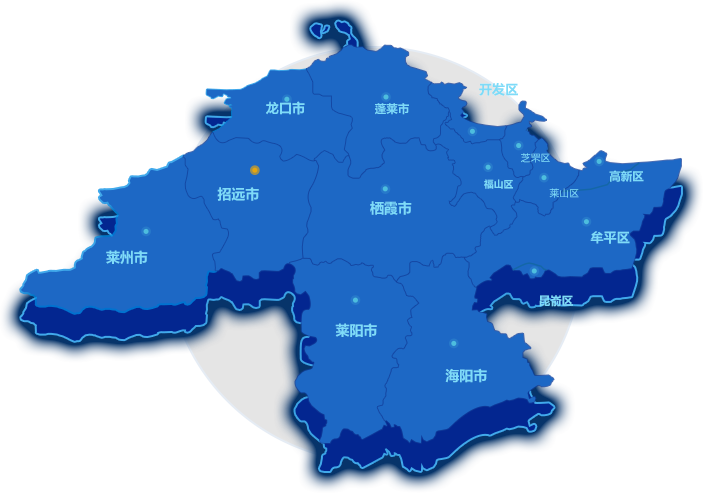 开发区
龙口市
蓬莱市
芝罘区
高新区
福山区
莱山区
招远市
栖霞市
牟平区
莱州市
昆嵛区
莱阳市
海阳市